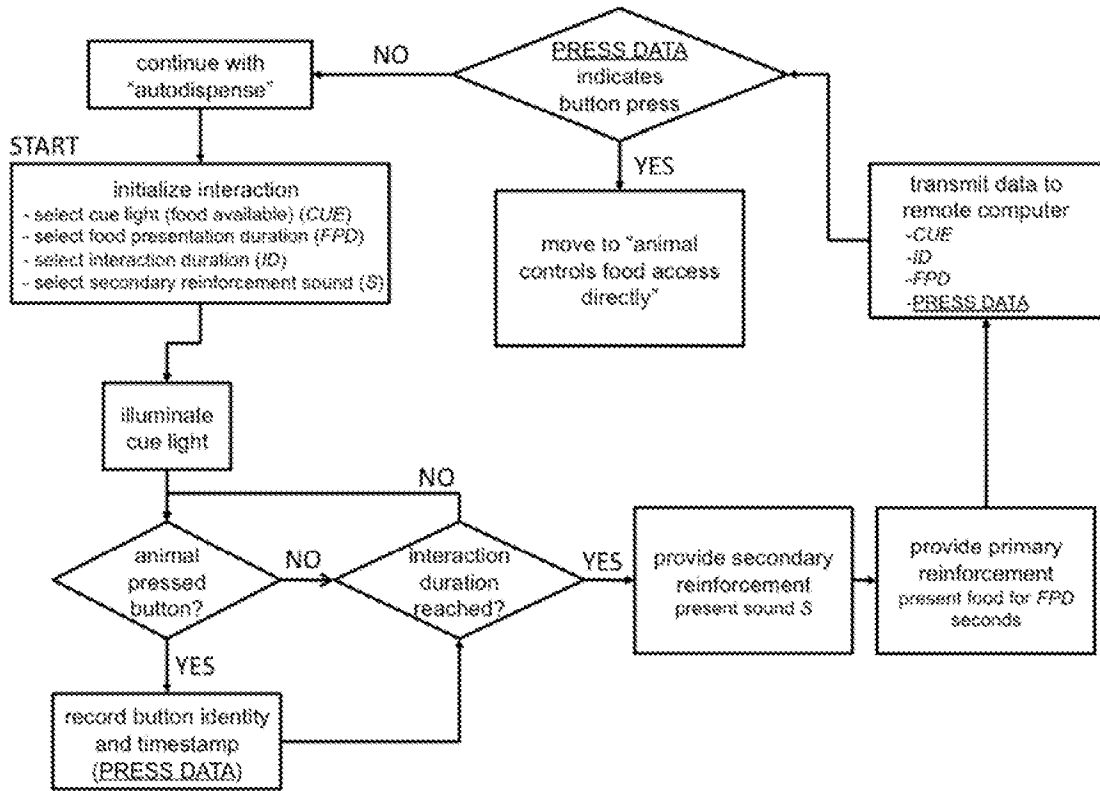 continue with
"autodispense"
NO
PRESS DATA
indicates
button press
YES
START
initialize interaction
- select cue light (food available) (CUE)
- select food presentation duration (FPD)
- select interaction duration (ID)
- select secondary reinforcement sound (S)
move to "animal
controls food access
directly"
transmit data to
remote computer
-CUE
-ID
-FPD
-PRESS DATA
illuminate
cue light
NO
animal
pressed
button?
NO
interaction
duration
reached?
YES
provide secondary
reinforcement
present sound S
provide primary
reinforcement
present food for FPD
seconds
YES
record button identity
and timestamp
(PRESS DATA)